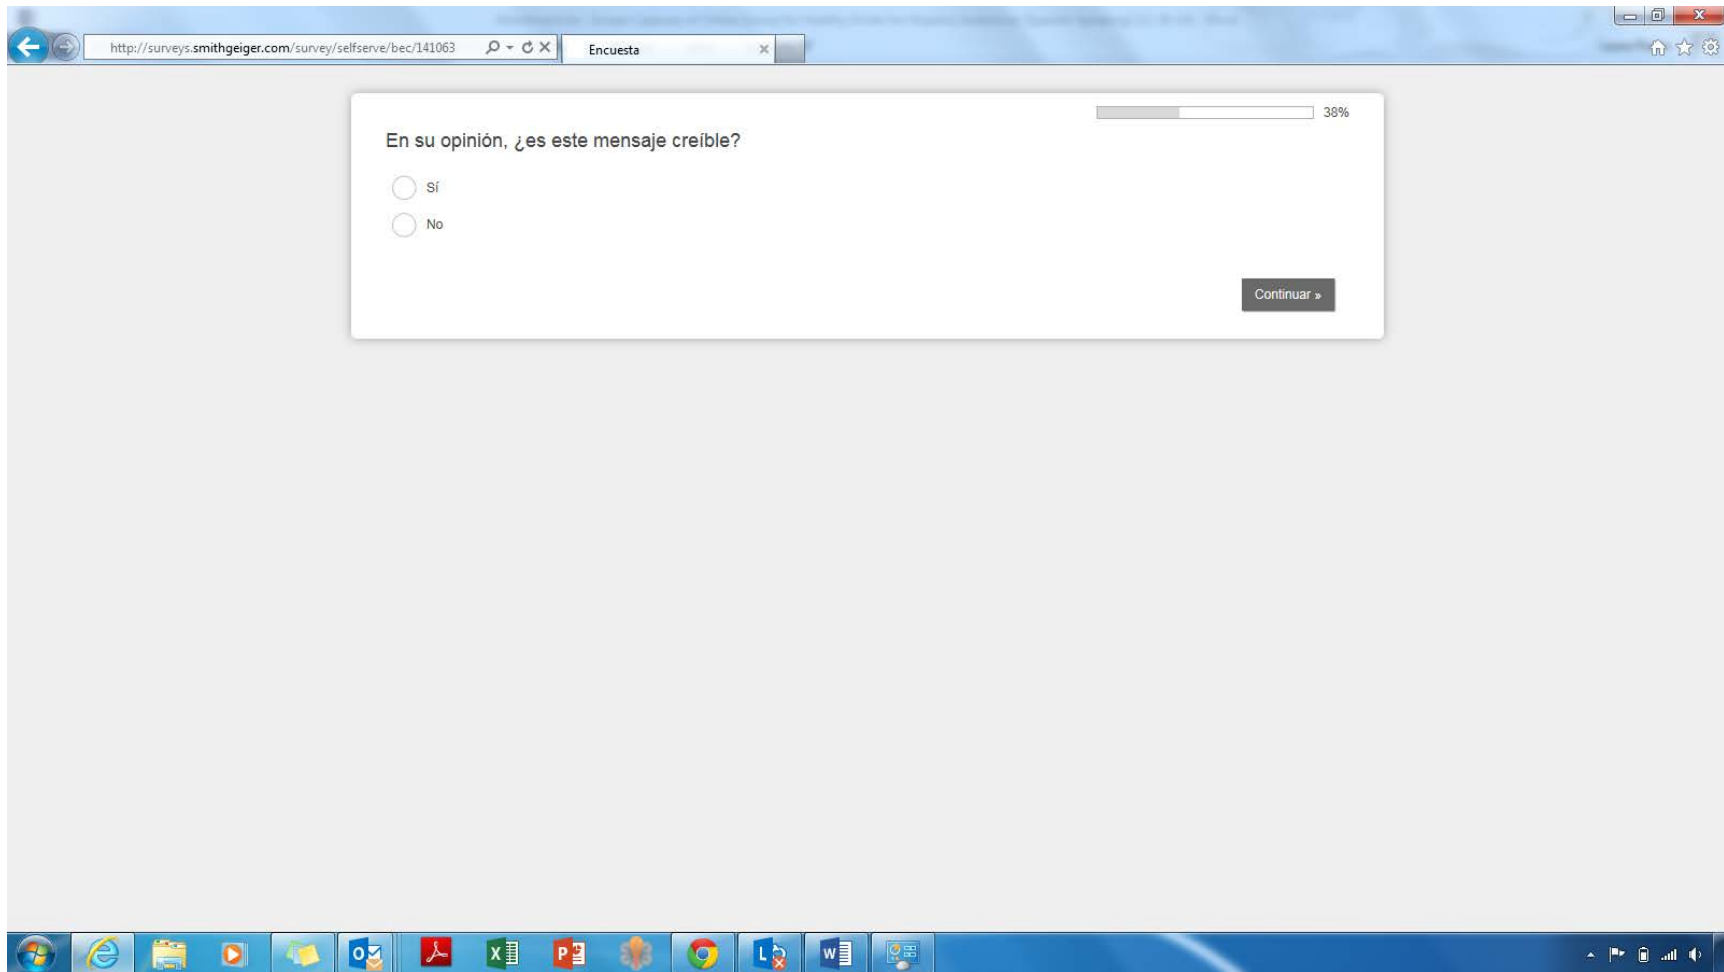 http://surveys.smithgeiger.com/survey/selfserve/bec/141063
Encuesta
38%
En su opinión, ¿es este mensaje creíble?
Sí
No
Continuar »